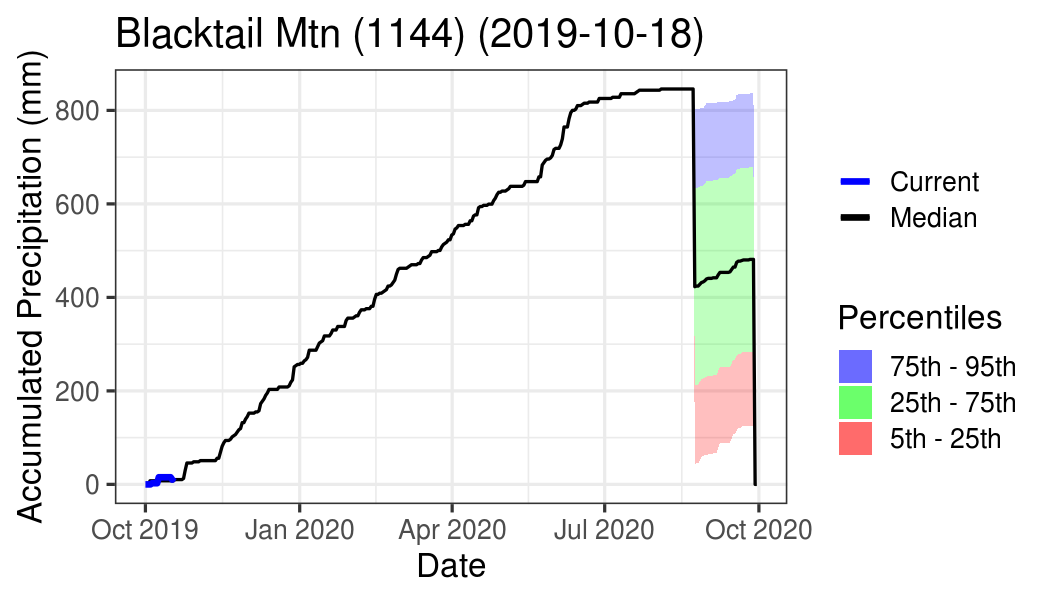 Blacktail Mtn (1144) (2019-10-18)
Accumulated Precipitation (mm)
800
600
400
200
0
Oct 2019
Jan 2020
Apr 2020
Jul 2020
Oct 2020
Date
Current
Median
Percentiles
75th - 95th
25th - 75th
5th - 25th